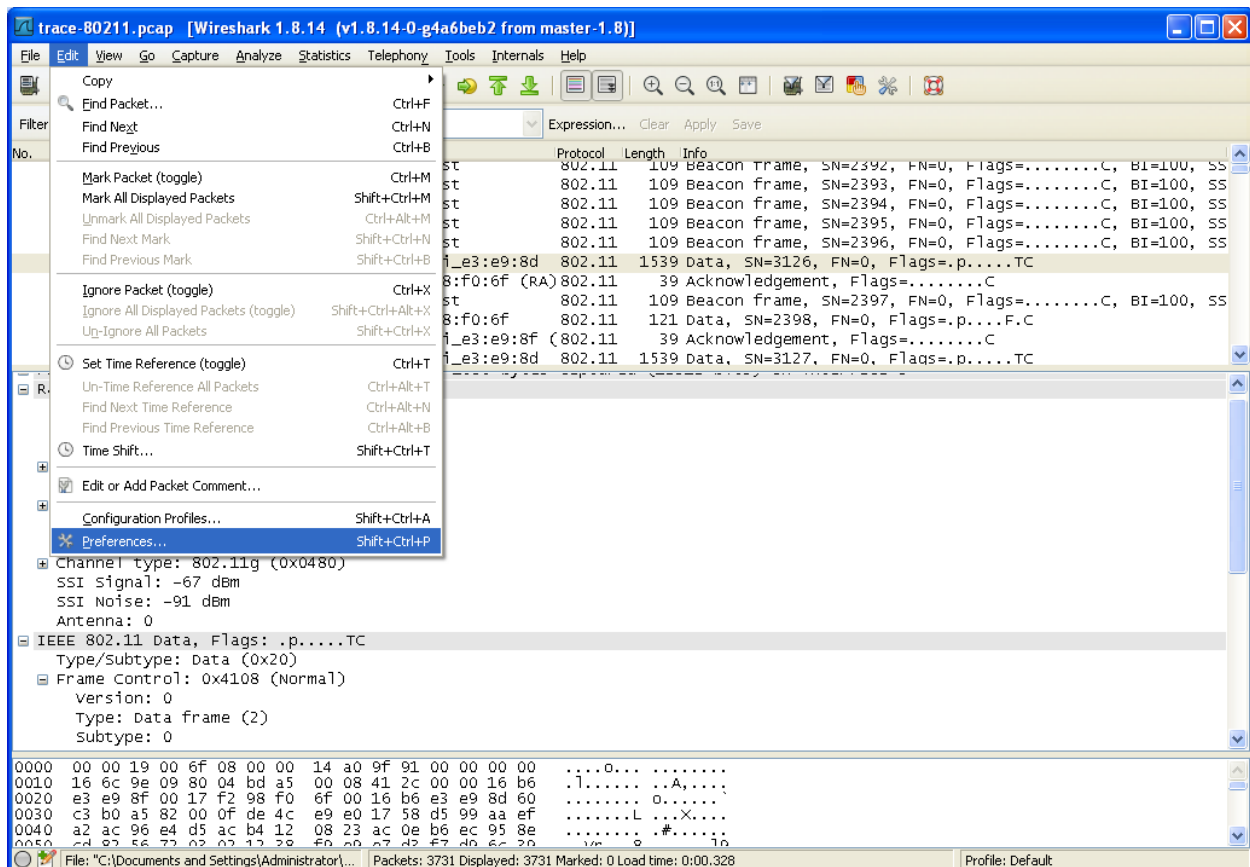 trace-80211.pcap [Wireshark 1.8.14 (v1.8.14-0-g4a6beb2 from master-1.8)]
File Edit View Go Capture Analyze Statistics Telephony Tools Internals Help
Copy
Find Packet... Ctrl+F
Find Next Ctrl+N
Find Previous Ctrl+B
Mark Packet (toggle) Ctrl+M
Mark All Displayed Packets Shift+Ctrl+M
Unmark All Displayed Packets Ctrl+Alt+M
Find Next Mark Shift+Ctrl+N
Find Previous Mark Shift+Ctrl+B
Ignore Packet (toggle) Ctrl+X
Ignore All Displayed Packets (toggle) Shift+Ctrl+Alt+X
Un-Ignore All Packets Shift+Ctrl+X
Set Time Reference (toggle) Ctrl+T
Un-Time Reference All Packets Ctrl+Alt+T
Find Next Time Reference Ctrl+Alt+N
Find Previous Time Reference Ctrl+Alt+B
Time Shift... Shift+Ctrl+T
Edit or Add Packet Comment...
Configuration Profiles... Shift+Ctrl+A
Preferences... Shift+Ctrl+P
Filter Expression... Clear Apply Save
No. Protocol Length Info
st 802.11 109 Beacon frame, SN=2392, FN=0, Flags=........C, BI=100, SS
st 802.11 109 Beacon frame, SN=2393, FN=0, Flags=........C, BI=100, SS
st 802.11 109 Beacon frame, SN=2394, FN=0, Flags=........C, BI=100, SS
st 802.11 109 Beacon frame, SN=2395, FN=0, Flags=........C, BI=100, SS
st 802.11 109 Beacon frame, SN=2396, FN=0, Flags=........C, BI=100, SS
i_e3:e9:8d 802.11 1539 Data, SN=3126, FN=0, Flags=.p.....TC
8:f0:6f (RA) 802.11 39 Acknowledgement, Flags=........C
st 802.11 109 Beacon frame, SN=2397, FN=0, Flags=........C, BI=100, SS
8:f0:6f 802.11 121 Data, SN=2398, FN=0, Flags=.p....F.C
i_e3:e9:8f ( 802.11 39 Acknowledgement, Flags=........C
i_e3:e9:8d 802.11 1539 Data, SN=3127, FN=0, Flags=.p.....TC
Channel type: 802.11g (0x0480)
SSI Signal: -67 dBm
SSI Noise: -91 dBm
Antenna: 0
IEEE 802.11 Data, Flags: .p.....TC
Type/Subtype: Data (0x20)
Frame Control: 0x4108 (Normal)
Version: 0
Type: Data frame (2)
Subtype: 0
0000 00 00 19 00 6f 08 00 00 14 a0 9f 91 00 00 00 00 ....o... ........
0010 16 6c 9e 09 80 04 bd a5 00 08 41 2c 00 00 16 b6 .l...... ..A,....
0020 e3 e9 8f 00 17 f2 98 f0 6f 00 16 b6 e3 e9 8d 60 ........ o......`
0030 c3 b0 a5 82 00 0f de 4c e9 e0 17 58 d5 99 aa ef .......L ...X....
0040 a2 ac 96 e4 d5 ac b4 12 08 23 ac 0e b6 ec 95 8e ........ .#......
File: "C:\Documents and Settings\Administrator\... Packets: 3731 Displayed: 3731 Marked: 0 Load time: 0:00.328 Profile: Default